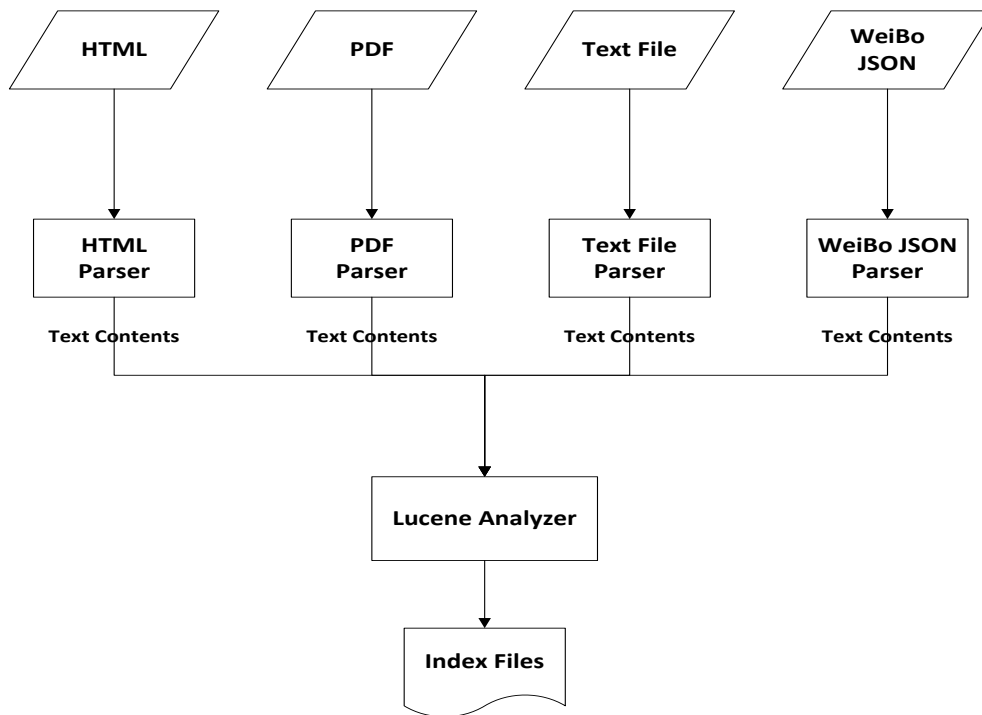 HTML
PDF
Text File
WeiBo
JSON
HTML
Parser
PDF
Parser
Text File
Parser
WeiBo JSON
Parser
Text Contents
Text Contents
Text Contents
Text Contents
Lucene Analyzer
Index Files